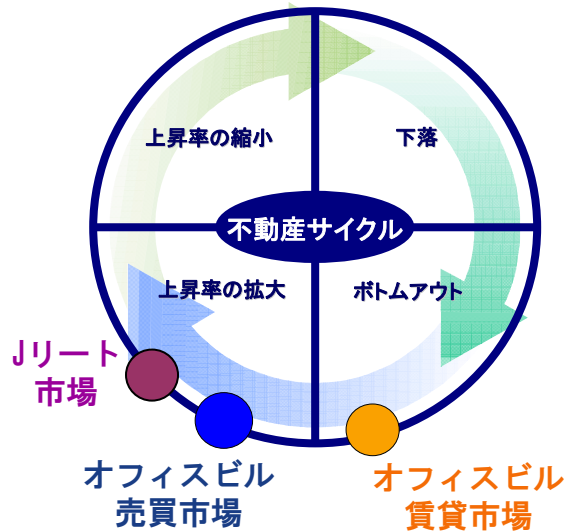 上昇率の縮小
下落
不動産サイクル
上昇率の拡大
ボトムアウト
Jリート
市場
オフィスビル
売買市場
オフィスビル
賃貸市場